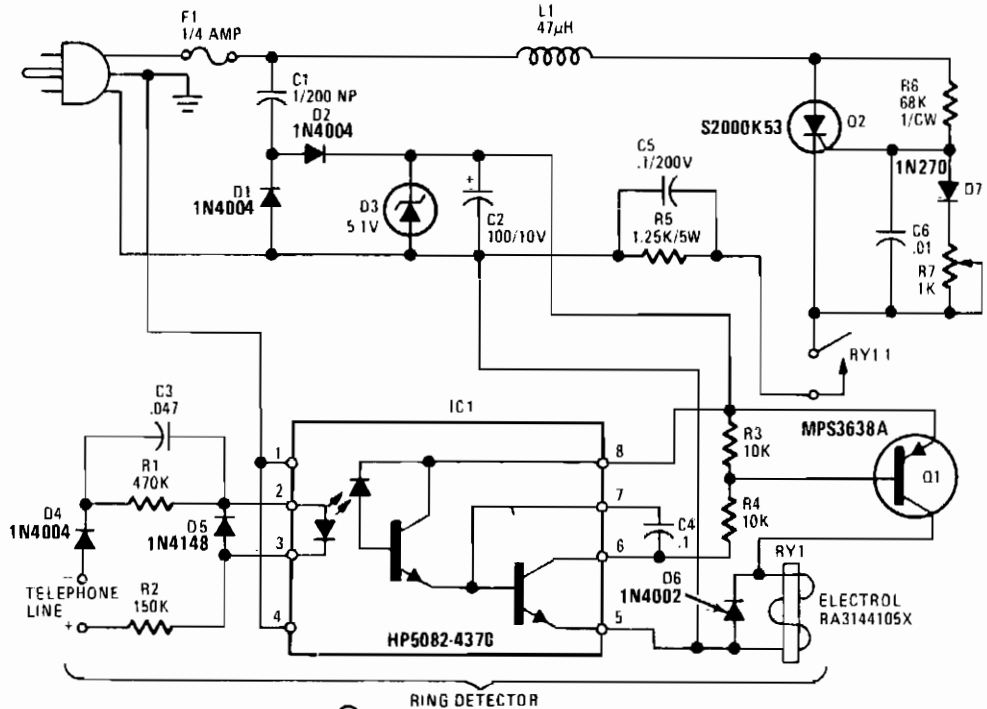 F1
1/4 AMP
L1
47µH
C1
1/200 NP
D2
1N4004
D1
1N4004
D3
5 1V
+
C2
100/10V
C5
.1/200V
R5
1.25K/5W
S2000K53
Q2
R6
68K
1/CW
1N270
D7
C6
.01
R7
1K
RY1 1
C3
.047
R1
470K
D4
1N4004
D5
1N4148
−
TELEPHONE
LINE
+
R2
150K
IC1
1
2
3
4
8
7
6
5
HP5082-4370
C4
.1
R3
10K
R4
10K
MPS3638A
Q1
D6
1N4002
RY1
ELECTROL
RA3144105X
RING DETECTOR